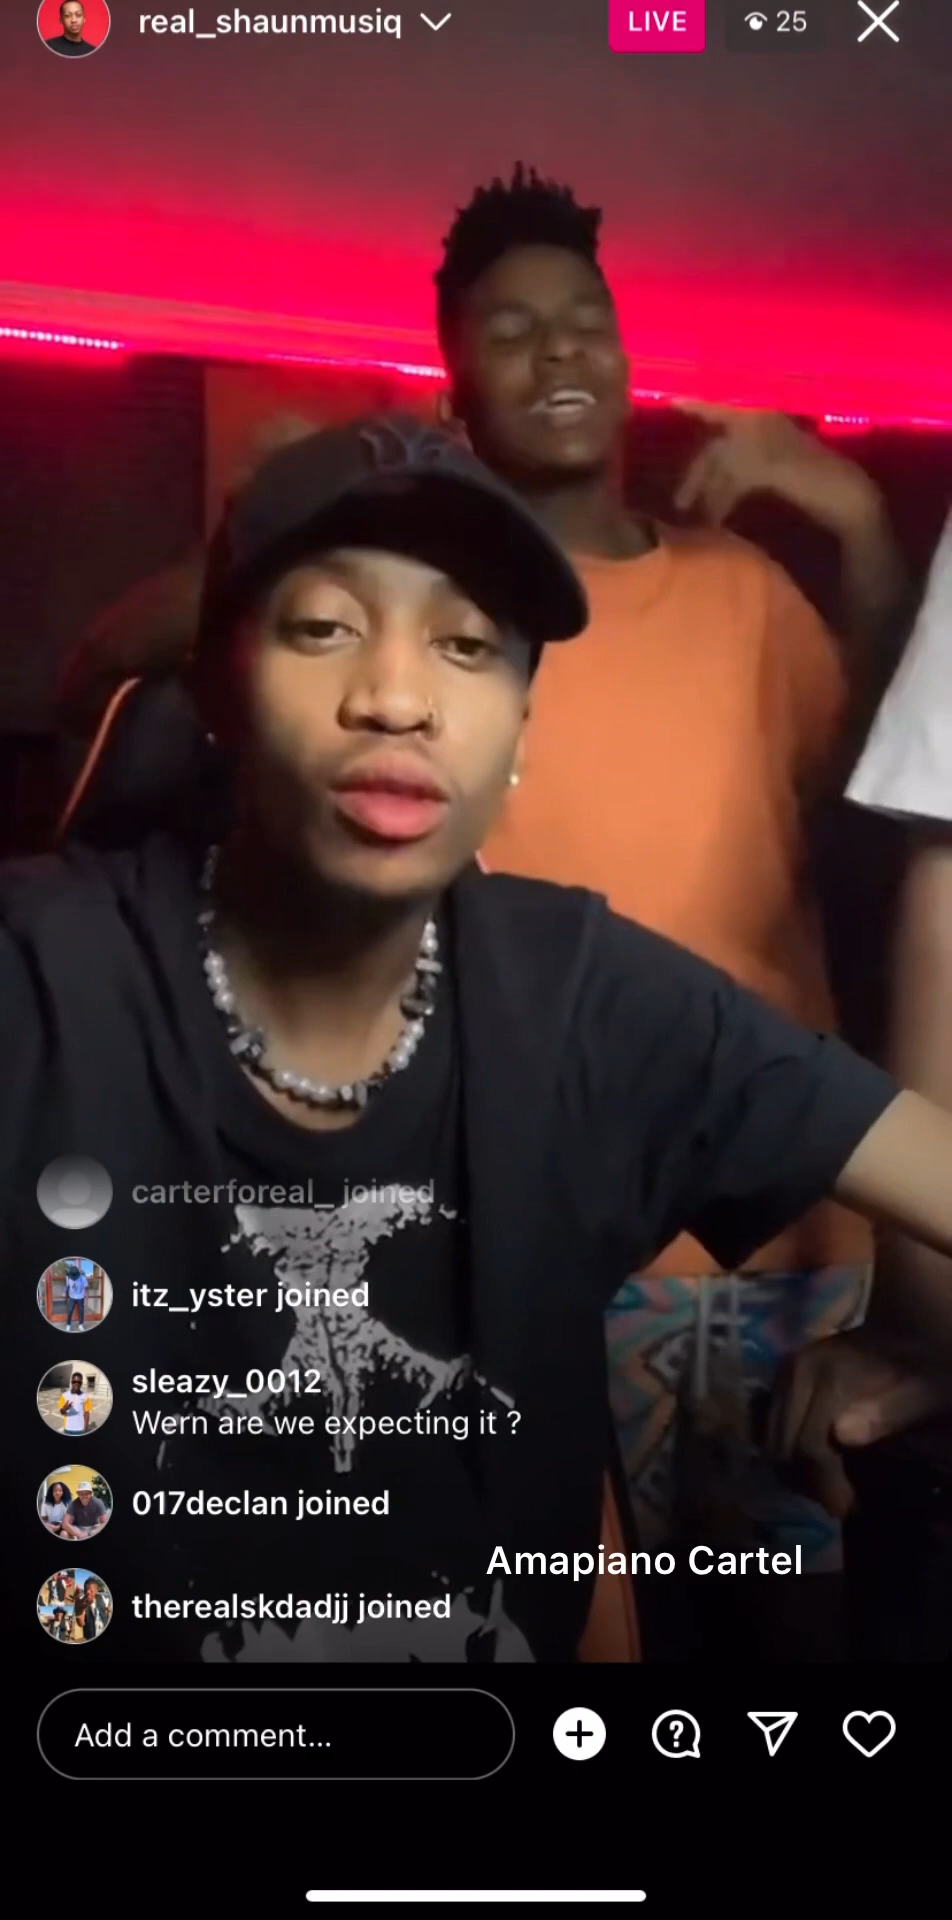 real_shaunmusiq
LIVE
25
carterforeal_ joined
itz_yster joined
sleazy_0012
Wern are we expecting it ?
017declan joined
Amapiano Cartel
therealskdadjj joined
Add a comment...